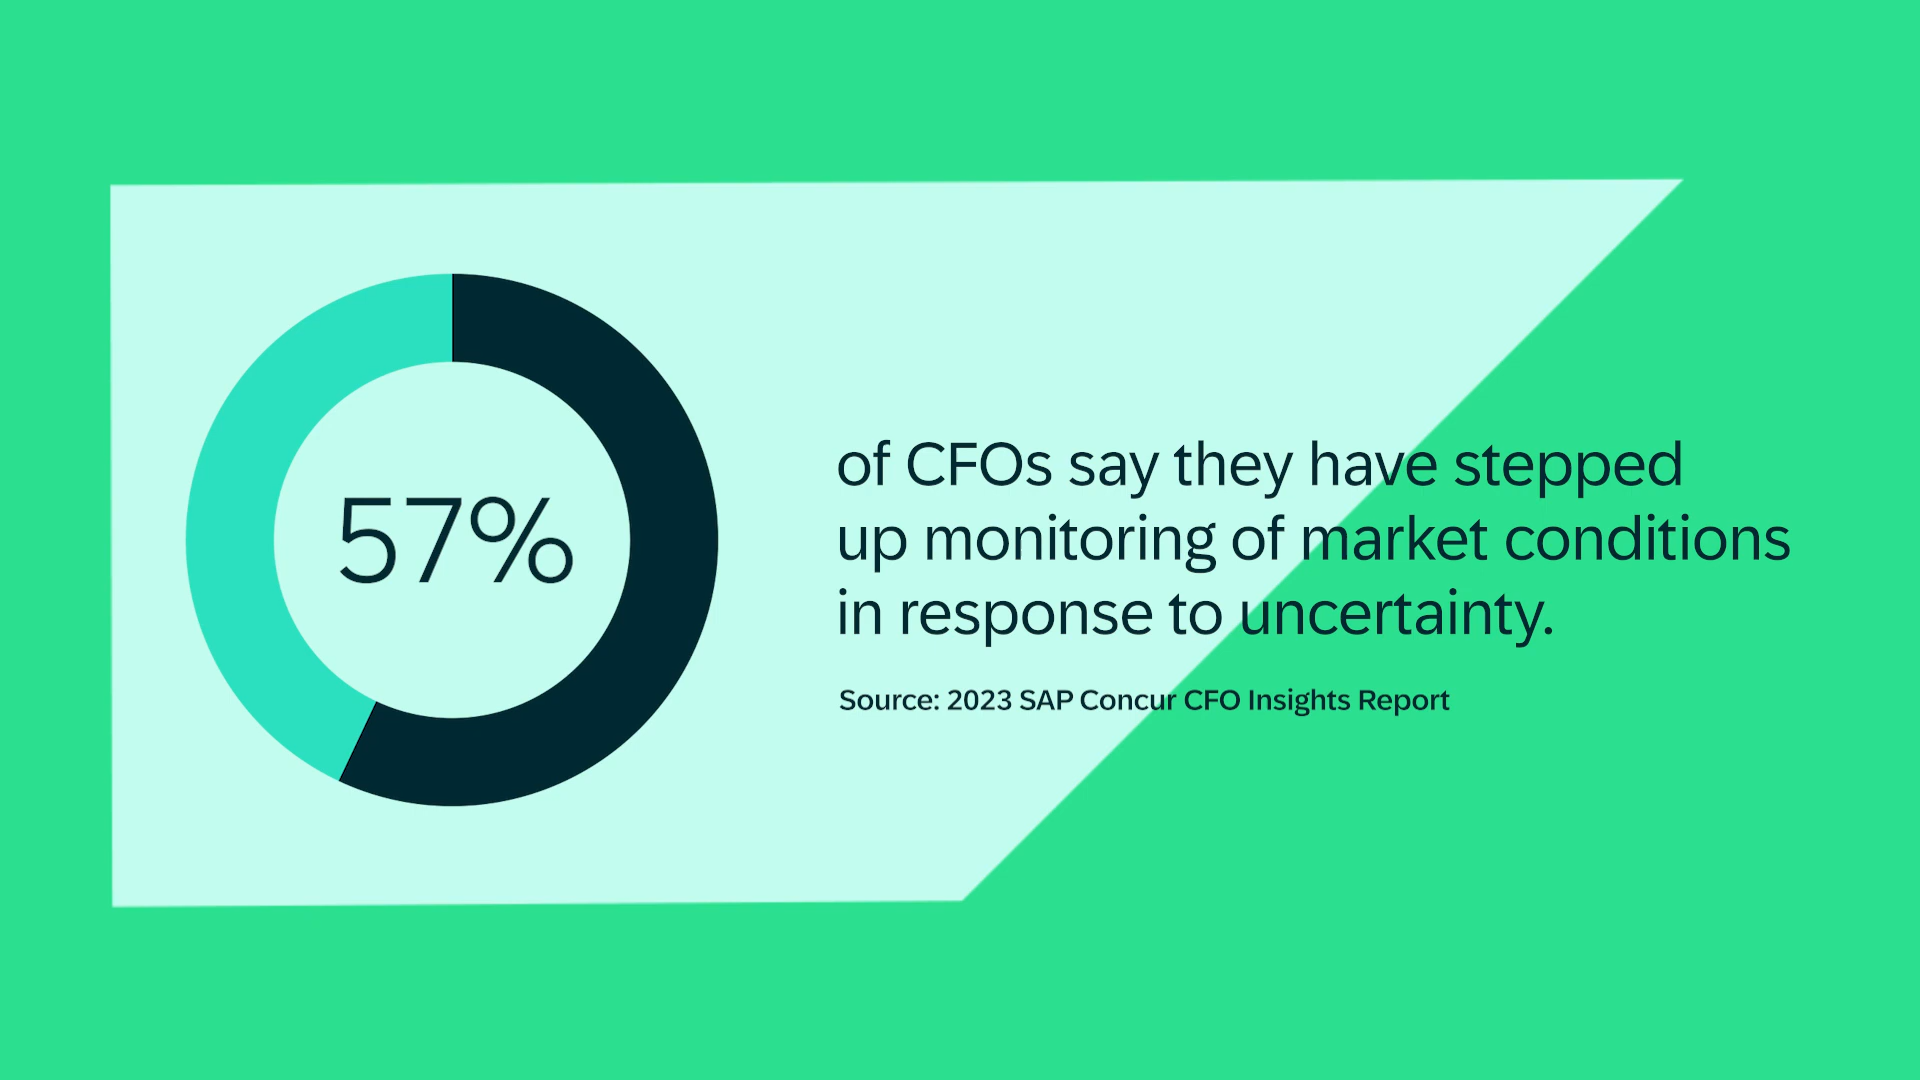 57%
of CFOs say they have stepped
up monitoring of market conditions
in response to uncertainty.
Source: 2023 SAP Concur CFO Insights Report